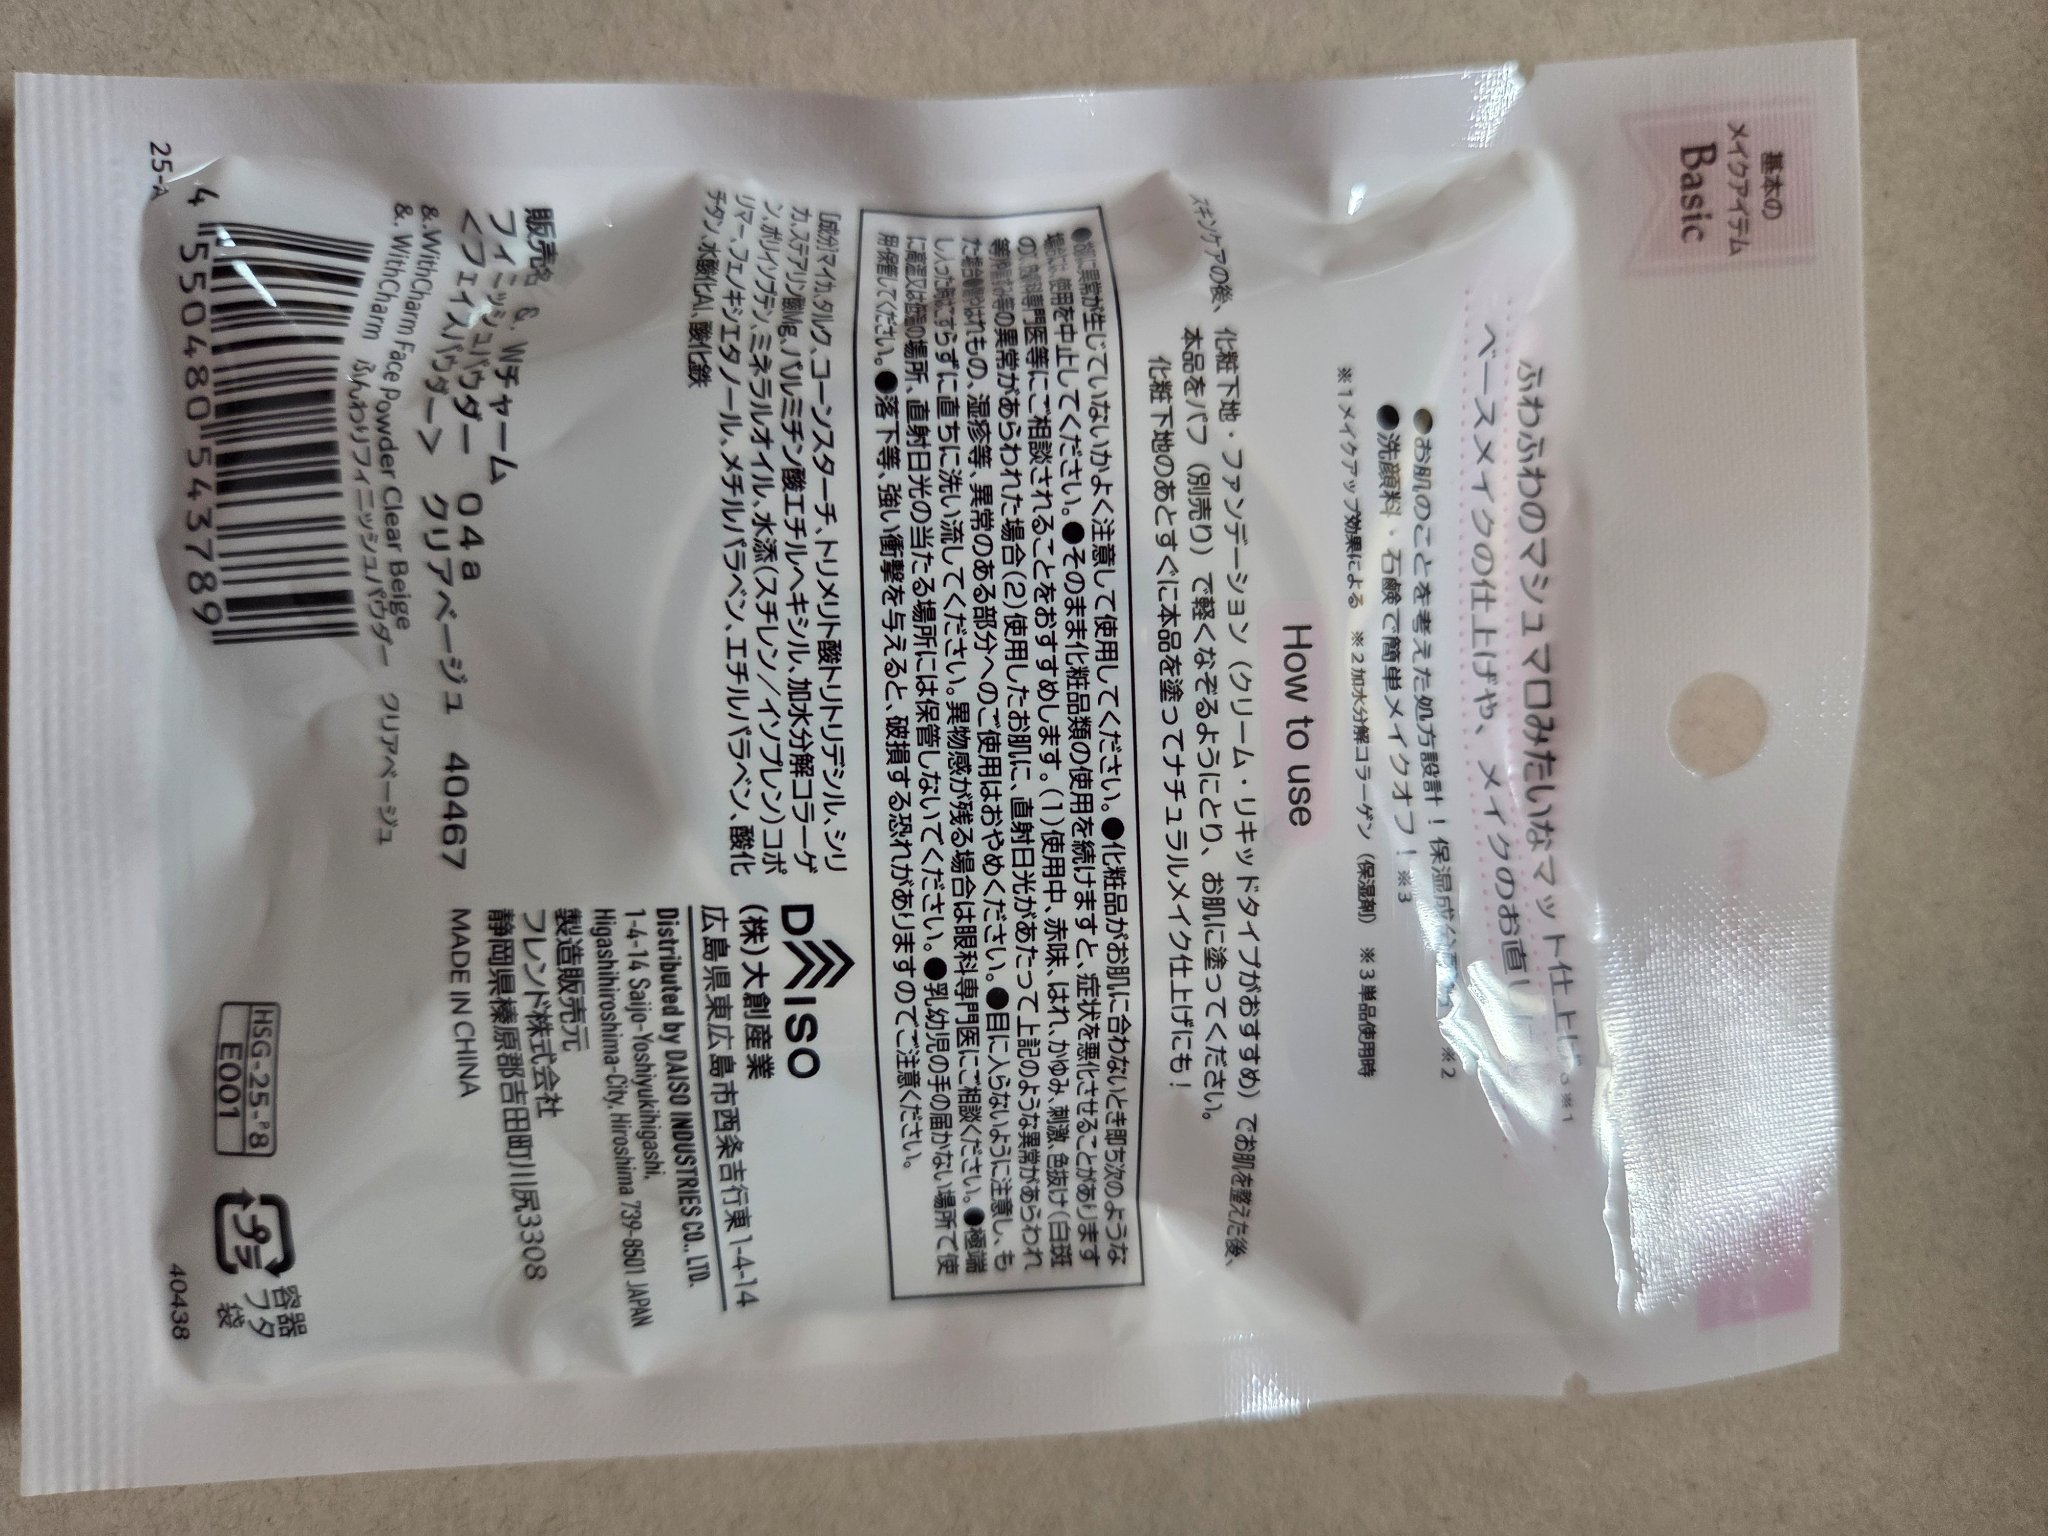 基本の
メイクアイテム
Basic
ふわふわのマシュマロみたいなマット仕上げ ※1
ベースメイクの仕上げや、メイクのお直し
●お肌のことを考えた処方設計！保湿成分 ※2
●洗顔料・石鹸で簡単メイクオフ！※3
※1メイクアップ効果による ※2加水分解コラーゲン（保湿剤） ※3単品使用時
How to use
スキンケアの後、化粧下地・ファンデーション（クリーム・リキッドタイプがおすすめ）でお肌を整えた後、
本品をパフ（別売り）で軽くなぞるようにとり、お肌に塗ってください。
化粧下地のあとすぐに本品を塗ってナチュラルメイク仕上げにも！
●お肌に異常が生じていないかよく注意して使用してください。●化粧品がお肌に合わないとき即ち次のような
場合には、使用を中止してください。●そのまま化粧品類の使用を続けますと、症状を悪化させることがあります
ので、皮膚科専門医等にご相談されることをおすすめします。(1)使用中、赤味、はれ、かゆみ、刺激、色抜け(白斑
等)や黒ずみ等の異常があらわれた場合(2)使用したお肌に、直射日光があたって上記のような異常があらわれ
た場合●傷やはれもの、湿疹等、異常のある部分へのご使用はおやめください。●目に入らないように注意し、も
し入った時は、こすらずに直ちに洗い流してください。異物感が残る場合は眼科専門医にご相談ください。●極端
に高温又は低温の場所、直射日光の当たる場所には保管しないでください。●乳幼児の手の届かない場所で使
用・保管してください。●落下等、強い衝撃を与えると、破損する恐れがありますのでご注意ください。
[成分]マイカ、タルク、コーンスターチ、トリメリト酸トリトリデシル、シリ
カ、ステアリン酸Mg、パルミチン酸エチルヘキシル、加水分解コラーゲ
ン、ポリイソブテン、ミネラルオイル、水添(スチレン／イソプレン)コポ
リマー、フェノキシエタノール、メチルパラベン、エチルパラベン、酸化
チタン、水酸化Al、酸化鉄
DAISO
(株)大創産業
広島県東広島市西条吉行東1-4-14
Distributed by DAISO INDUSTRIES CO., LTD.
1-4-14 Saijo-Yoshiyukihigashi,
Higashihiroshima-City, Hiroshima 739-8501 JAPAN
製造販売元
フレンド株式会社
静岡県榛原郡吉田町川尻3308
MADE IN CHINA
販売名 &. Wチャーム
フィニッシュパウダー 04a
＜フェイスパウダー＞ クリアベージュ 40467
&.WithCharm Face Powder Clear Beige
&. WithCharm ふんわりフィニッシュパウダー クリアベージュ
4 550480 543789
25-A
HSG-25-P8
E001
プラ
容器
フタ
袋
40438